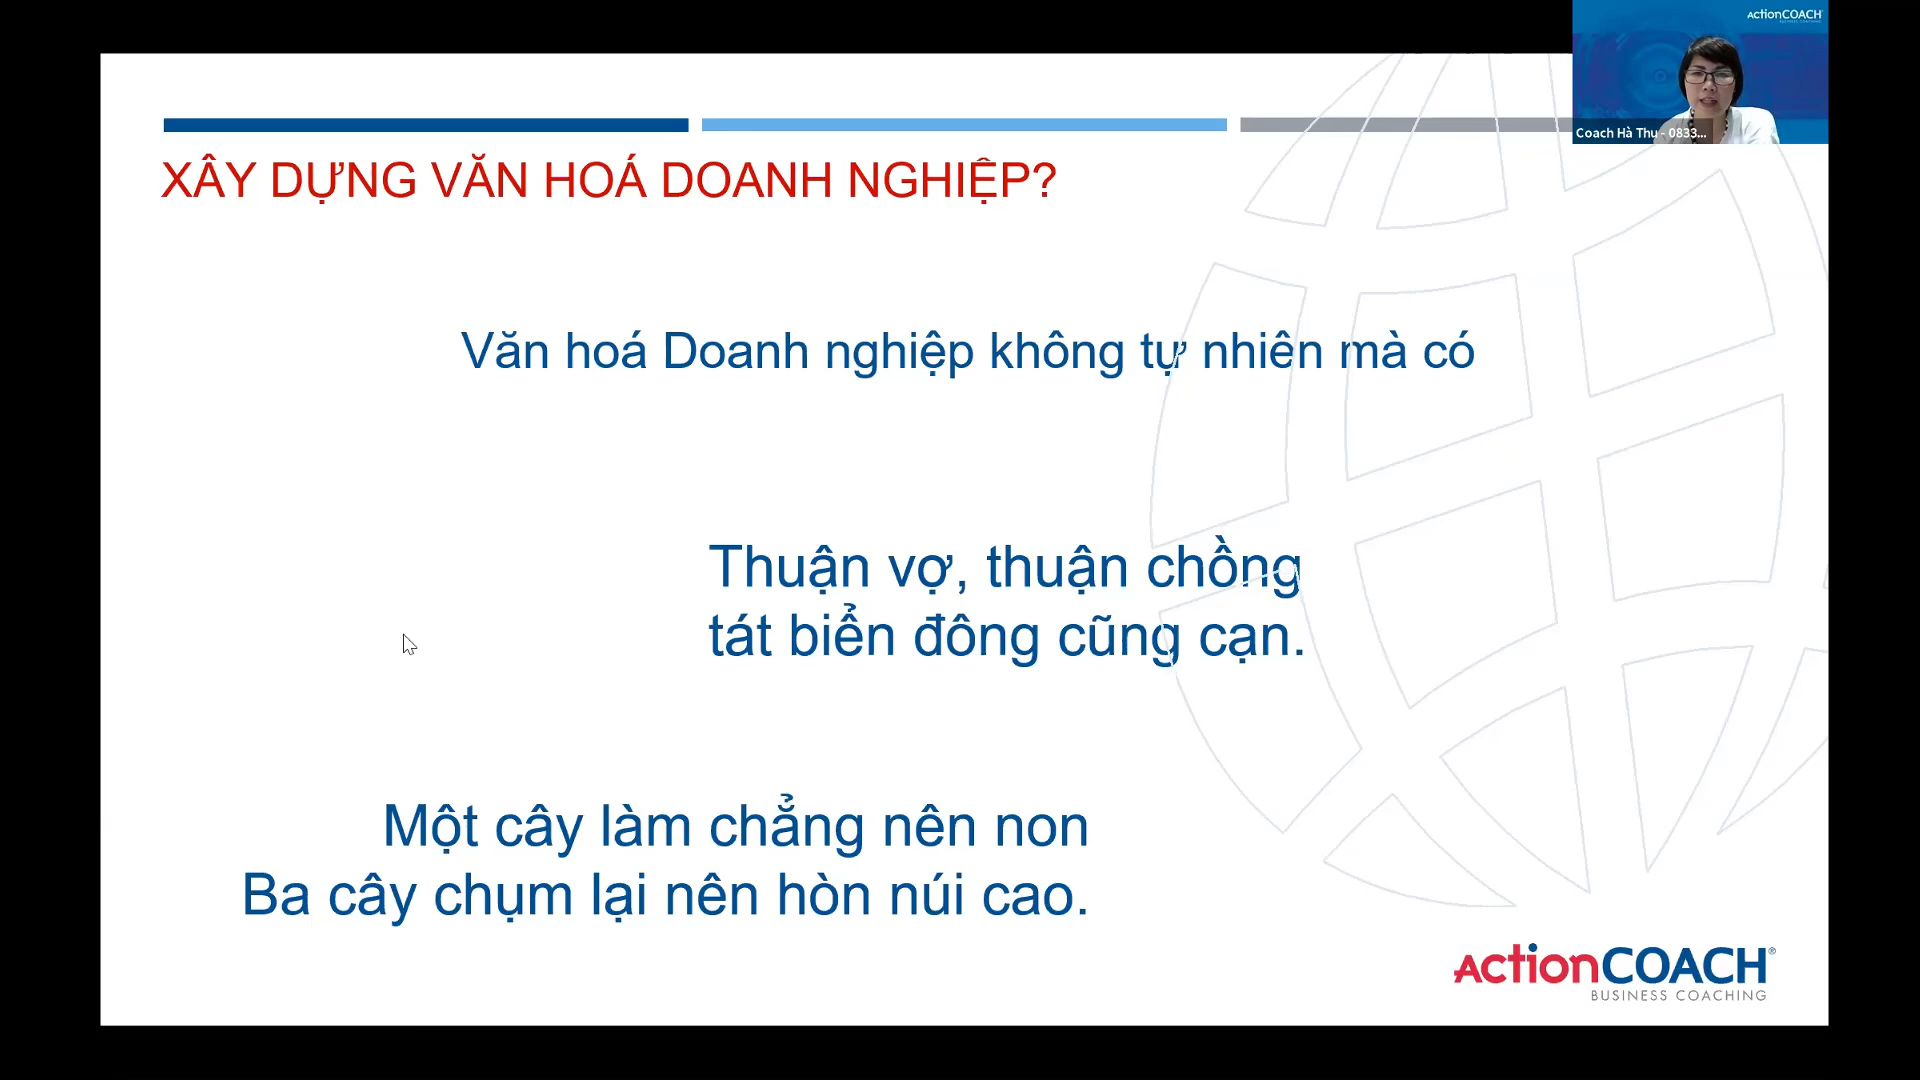 ActionCOACH
Coach Hà Thu - 0833...
XÂY DỰNG VĂN HOÁ DOANH NGHIỆP?
Văn hoá Doanh nghiệp không tự nhiên mà có
Thuận vợ, thuận chồng
tát biển đông cũng cạn.
Một cây làm chẳng nên non
Ba cây chụm lại nên hòn núi cao.
ActionCOACH®
BUSINESS COACHING